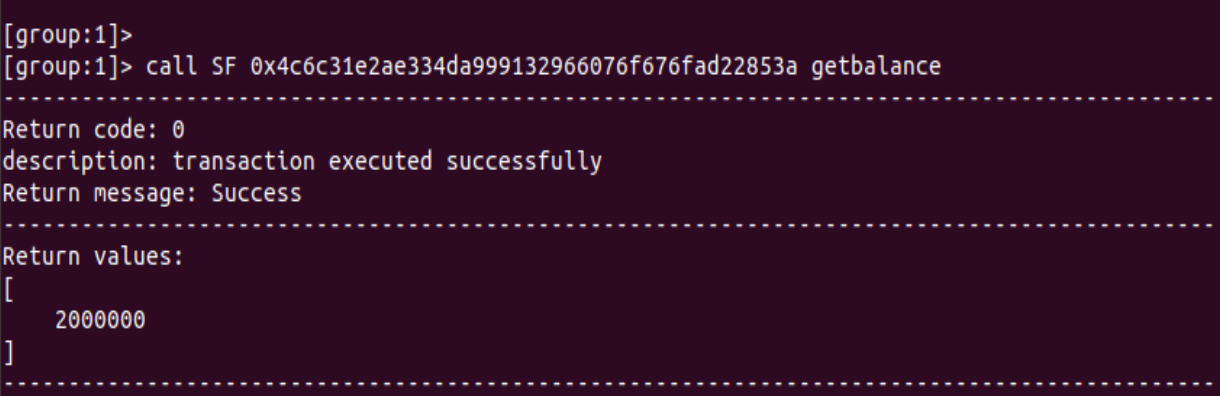 [group:1]>
[group:1]> call SF 0x4c6c31e2ae334da999132966076f676fad22853a getbalance
---------------------------------------------------------------------------------------------
Return code: 0
description: transaction executed successfully
Return message: Success
---------------------------------------------------------------------------------------------
Return values:
[
    2000000
]
---------------------------------------------------------------------------------------------